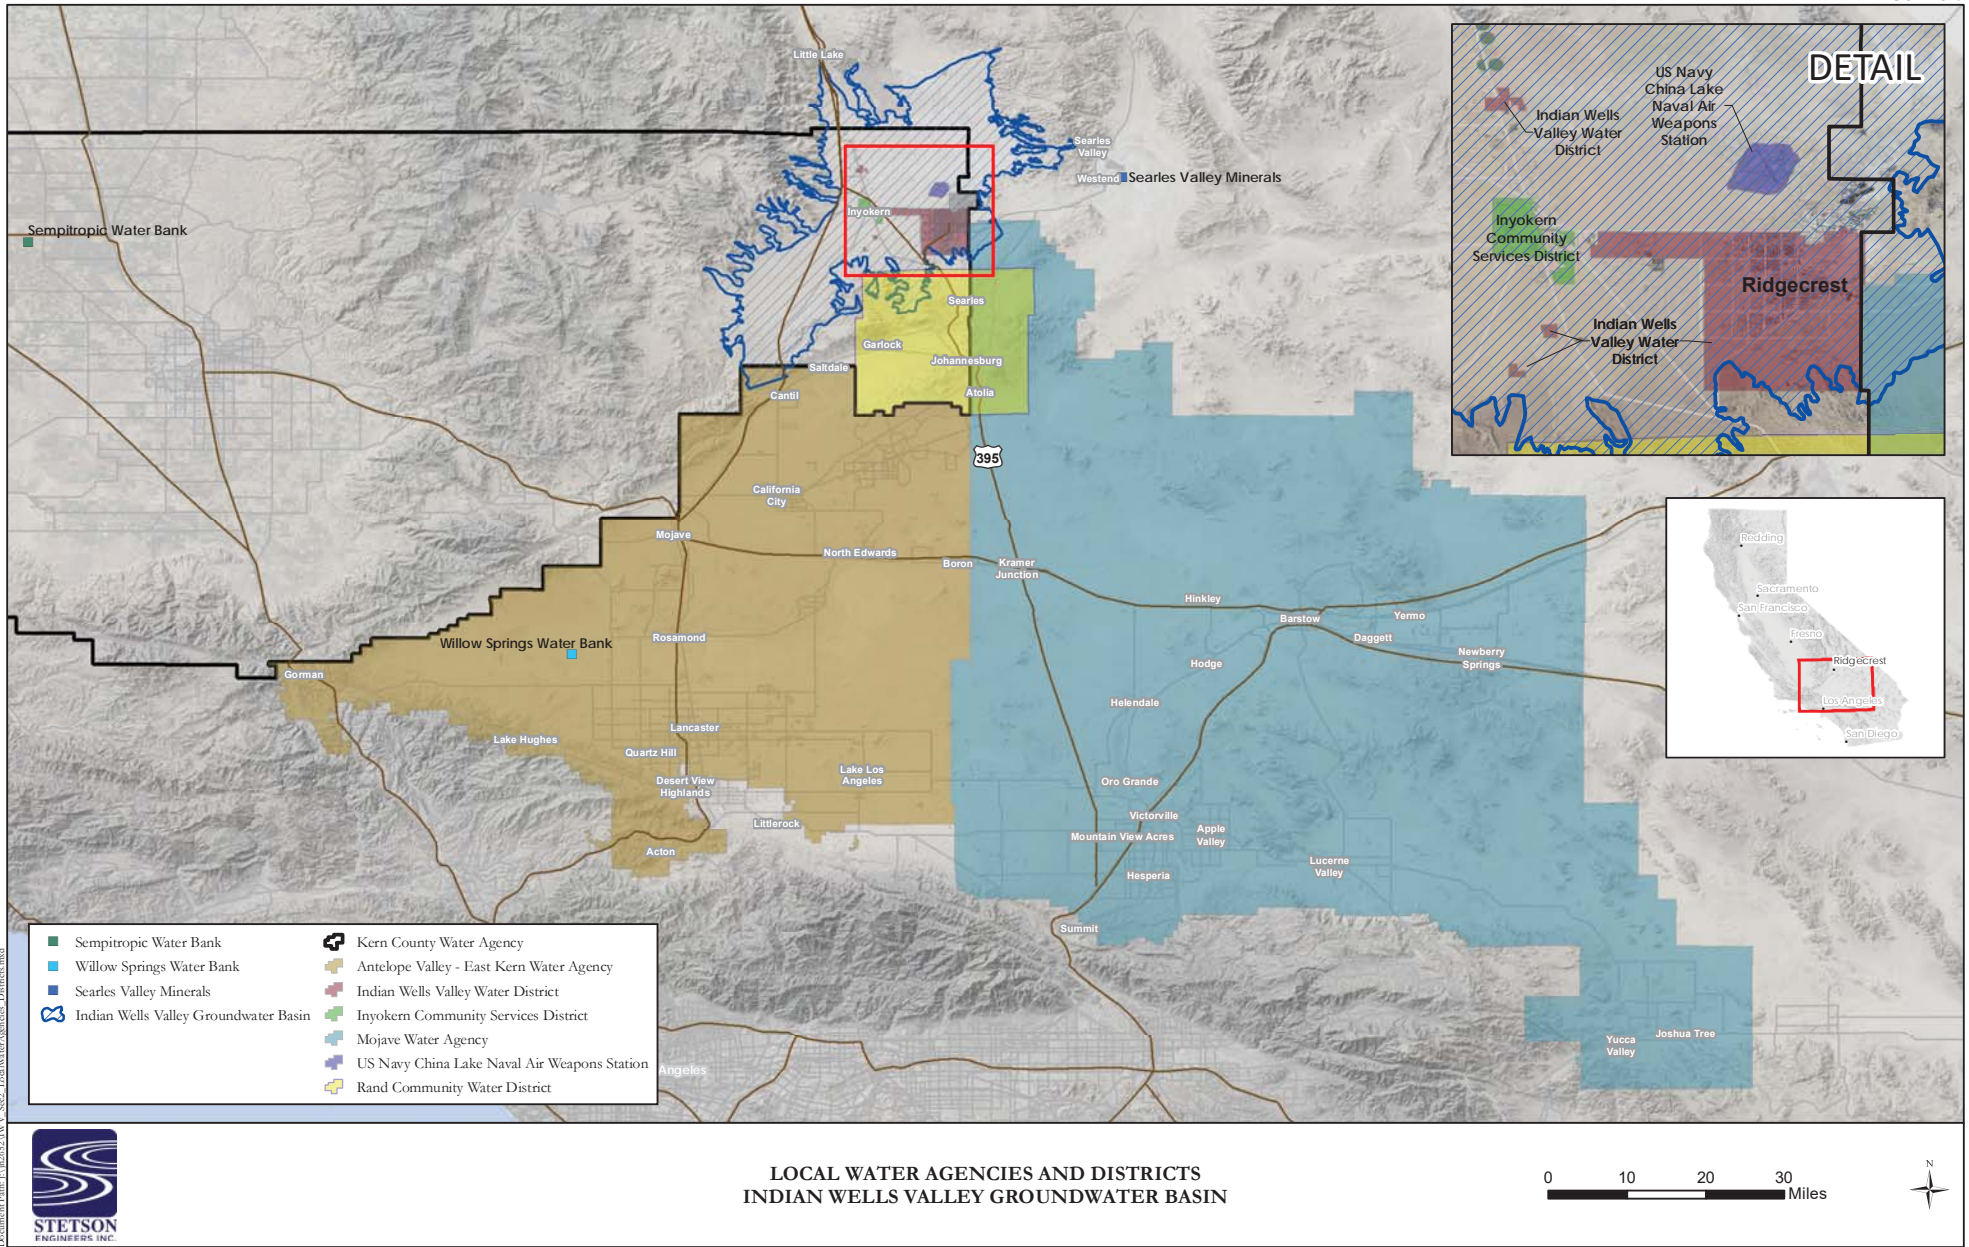 Little Lake
Searles
Valley
Westend
Searles Valley Minerals
Sempitropic Water Bank
Inyokern
Searles
Garlock
Johannesburg
Saltdale
Atolia
Cantil
395
California
City
Mojave
North Edwards
Boron
Kramer
Junction
Hinkley
Barstow
Yermo
Daggett
Newberry
Springs
Willow Springs Water Bank
Rosamond
Hodge
Gorman
Helendale
Lancaster
Lake Hughes
Quartz Hill
Desert View
Highlands
Lake Los
Angeles
Oro Grande
Victorville
Littlerock
Mountain View Acres
Apple
Valley
Acton
Lucerne
Valley
Hesperia
Summit
Yucca
Valley
Joshua Tree
Angeles
DETAIL
US Navy
China Lake
Naval Air
Weapons
Station
Indian Wells
Valley Water
District
Inyokern
Community
Services District
Ridgecrest
Indian Wells
Valley Water
District
Redding
Sacramento
San Francisco
Fresno
Ridgecrest
Los Angeles
San Diego
Sempitropic Water Bank
Willow Springs Water Bank
Searles Valley Minerals
Indian Wells Valley Groundwater Basin
Kern County Water Agency
Antelope Valley - East Kern Water Agency
Indian Wells Valley Water District
Inyokern Community Services District
Mojave Water Agency
US Navy China Lake Naval Air Weapons Station
Rand Community Water District
STETSON
ENGINEERS INC.
LOCAL WATER AGENCIES AND DISTRICTS
INDIAN WELLS VALLEY GROUNDWATER BASIN
0 10 20 30
Miles
N